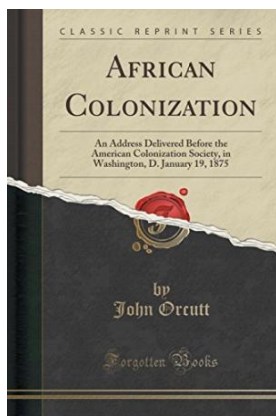 CLASSIC REPRINT SERIES
AFRICAN
COLONIZATION
An Address Delivered Before the
American Colonization Society, in
Washington, D. January 19, 1875
by
John Orcutt
Forgotten Books